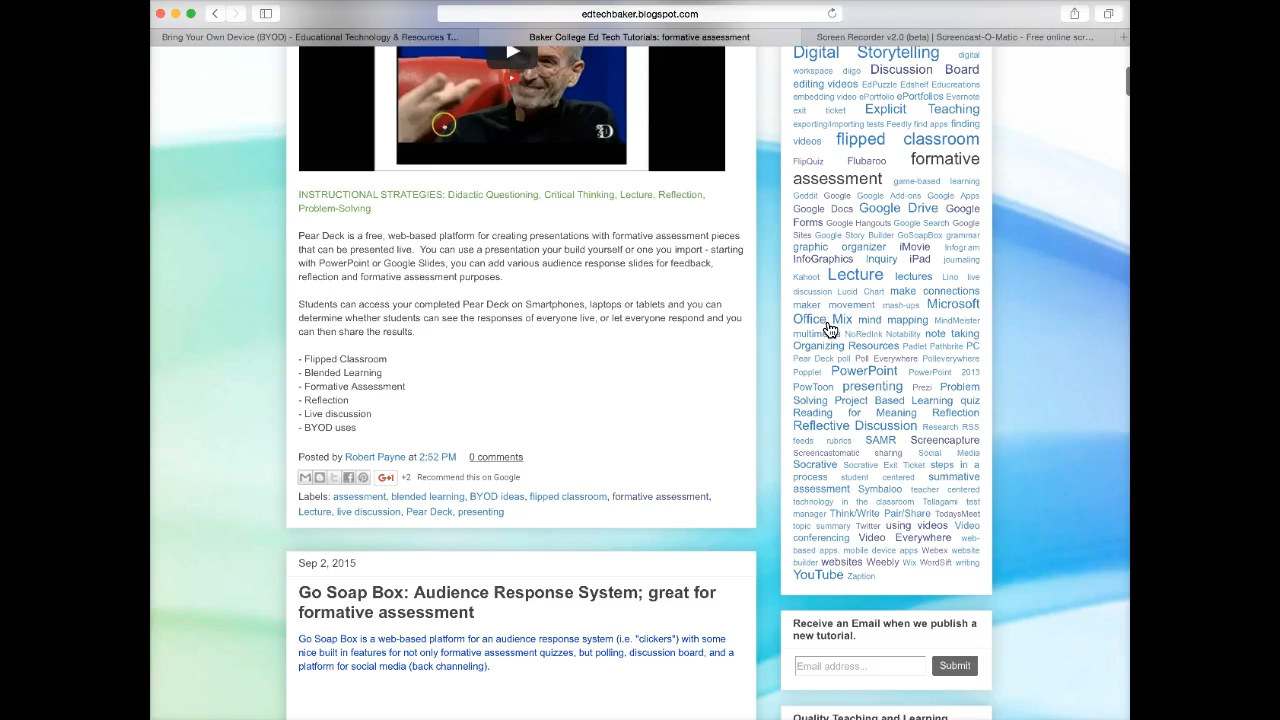 edtechbaker.blogspot.com
Bring Your Own Device (BYOD) - Educational Technology & Resources T...
Baker College Ed Tech Tutorials: formative assessment
Screen Recorder v2.0 (beta) | Screencast-O-Matic - Free online scr...
INSTRUCTIONAL STRATEGIES: Didactic Questioning, Critical Thinking, Lecture, Reflection,
Problem-Solving
Pear Deck is a free, web-based platform for creating presentations with formative assessment pieces
that can be presented live.  You can use a presentation your build yourself or one you import - starting
with PowerPoint or Google Slides, you can add various audience response slides for feedback,
reflection and formative assessment purposes.
Students can access your completed Pear Deck on Smartphones, laptops or tablets and you can
determine whether students can see the responses of everyone live, or let everyone respond and you
can then share the results.
- Flipped Classroom
- Blended Learning
- Formative Assessment
- Reflection
- Live discussion
- BYOD uses
Posted by Robert Payne at 2:52 PM 0 comments
+2 Recommend this on Google
Labels: assessment, blended learning, BYOD ideas, flipped classroom, formative assessment,
Lecture, live discussion, Pear Deck, presenting
Sep 2, 2015
Go Soap Box: Audience Response System; great for
formative assessment
Go Soap Box is a web-based platform for an audience response system (i.e. "clickers") with some
nice built in features for not only formative assessment quizzes, but polling, discussion board, and a
platform for social media (back channeling).
Digital Storytelling digital
workspace diigo Discussion Board
editing videos EdPuzzle Edshelf Educreations
embedding video ePortfolio ePortfolios Evernote
exit ticket Explicit Teaching
exporting/importing tests Feedly find apps finding
videos flipped classroom
FlipQuiz Flubaroo formative
assessment game-based learning
Geddit Google Google Add-ons Google Apps
Google Docs Google Drive Google
Forms Google Hangouts Google Search Google
Sites Google Story Builder GoSoapBox grammar
graphic organizer iMovie Infogr.am
InfoGraphics Inquiry iPad journaling
Kahoot Lecture lectures Lino live
discussion Lucid Chart make connections
maker movement mash-ups Microsoft
Office Mix mind mapping MindMeister
NoRedInk Notability note taking
Organizing Resources Padlet Pathbrite PC
Pear Deck poll Poll Everywhere Polleverywhere
Popplet PowerPoint PowerPoint 2013
PowToon presenting Prezi Problem
Solving Project Based Learning quiz
Reading for Meaning Reflection
Reflective Discussion Research RSS
feeds rubrics SAMR Screencapture
Screencastomatic sharing Social Media
Socrative Socrative Exit Ticket steps in a
process student centered summative
assessment Symbaloo teacher centered
technology in the classroom Tellagami test
manager Think/Write Pair/Share TodaysMeet
topic summary Twitter using videos Video
conferencing Video Everywhere web-
based apps. mobile device apps Webex website
builder websites Weebly Wix WordSift writing
YouTube Zaption
Receive an Email when we publish a
new tutorial.
Email address...
Submit
Quality Teaching and Learning